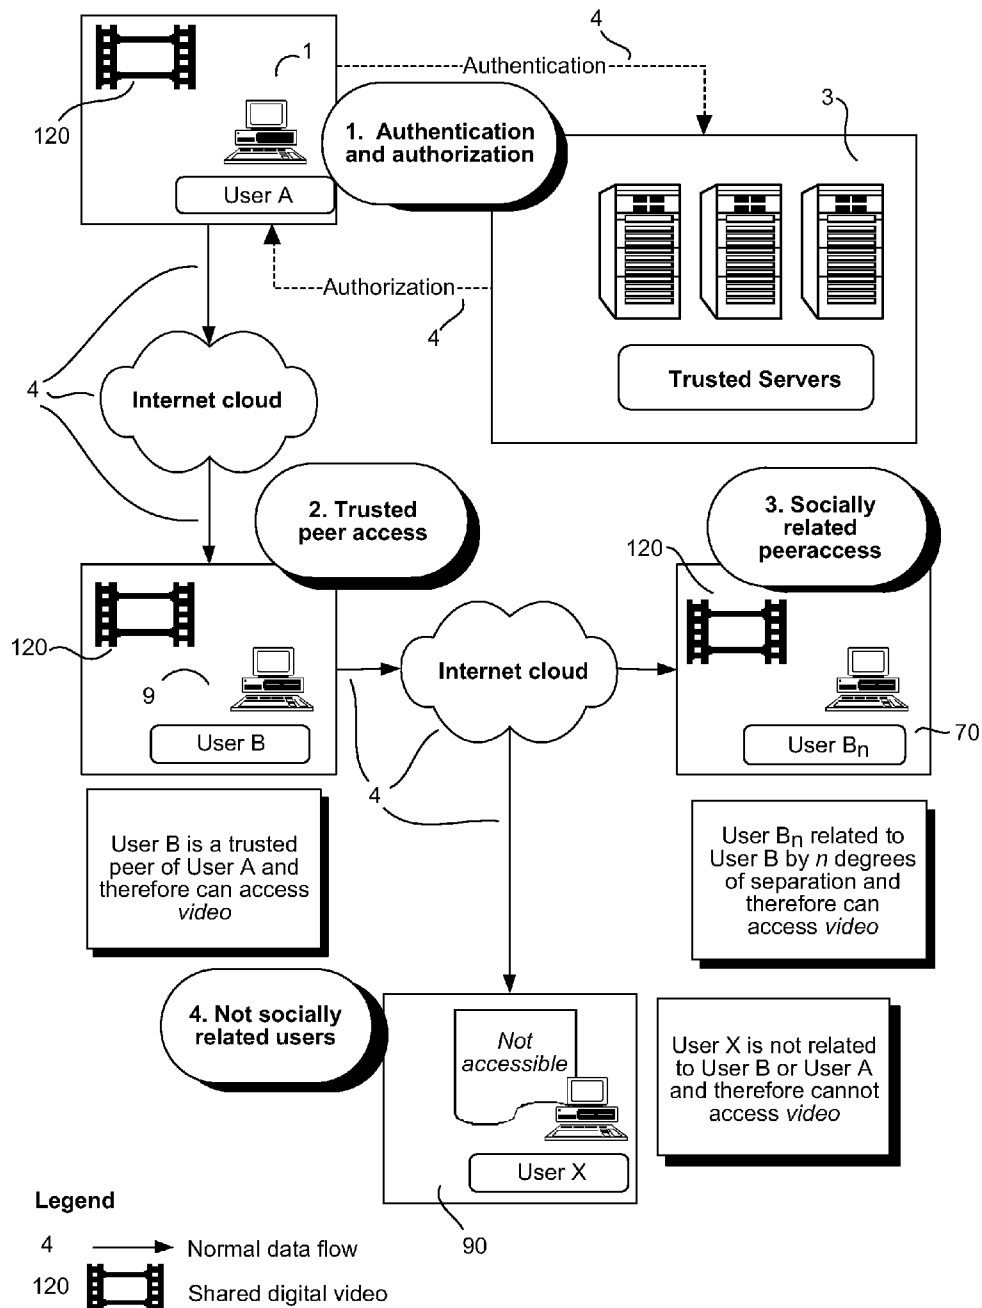 4
1
Authentication
3
120
1. Authentication
and authorization
User A
Authorization
4
Trusted Servers
4
Internet cloud
2. Trusted
peer access
3. Socially
related
peeraccess
120
120
9
User B
Internet cloud
User Bn
70
4
User B is a trusted
peer of User A and
therefore can access
video
User Bn related to
User B by n degrees
of separation and
therefore can
access video
4. Not socially
related users
Not
accessible
User X is not related
to User B or User A
and therefore cannot
access video
User X
90
Legend
4 Normal data flow
120 Shared digital video